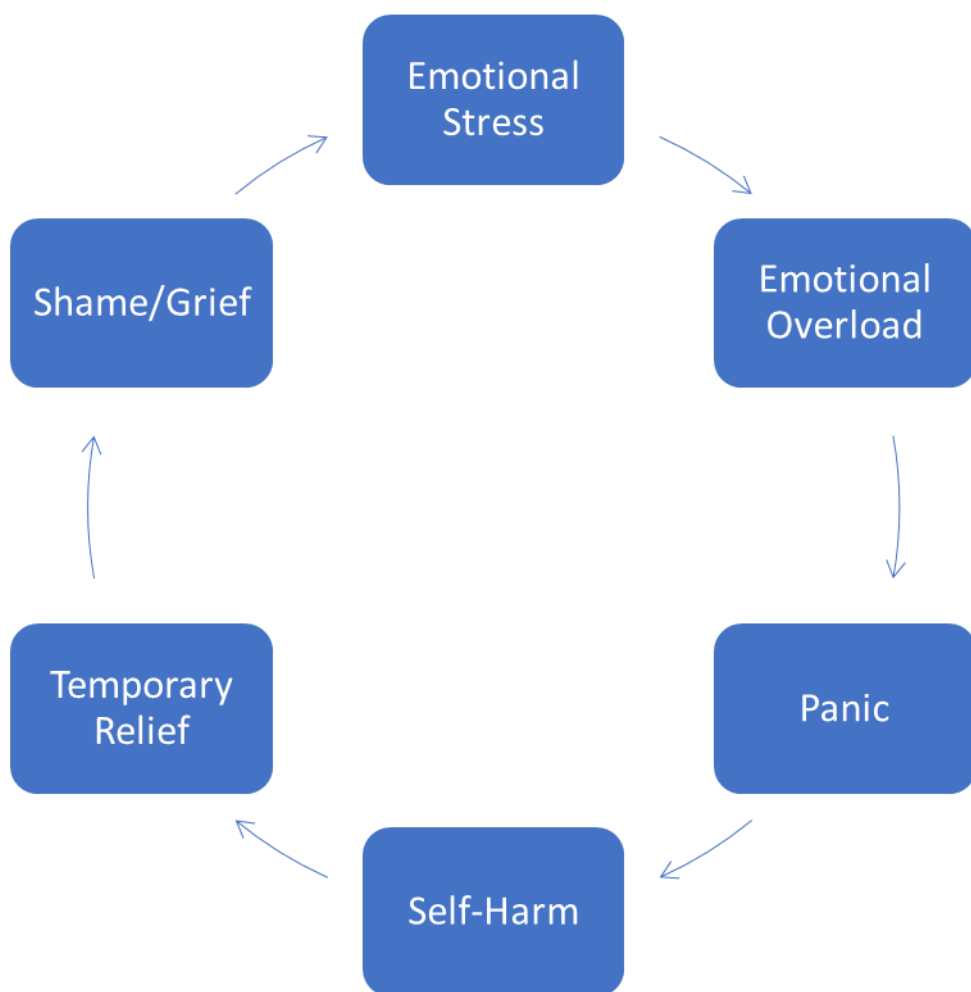 Emotional
Stress
Emotional
Overload
Panic
Self-Harm
Temporary
Relief
Shame/Grief